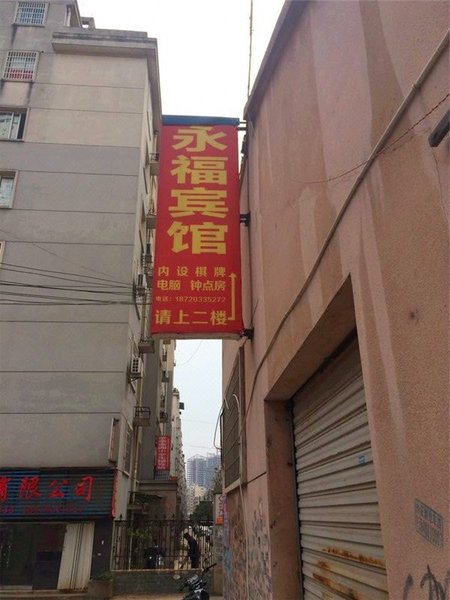 永福宾馆
内设棋牌
电脑 钟点房
电话：18720335272
请上二楼
有限公司